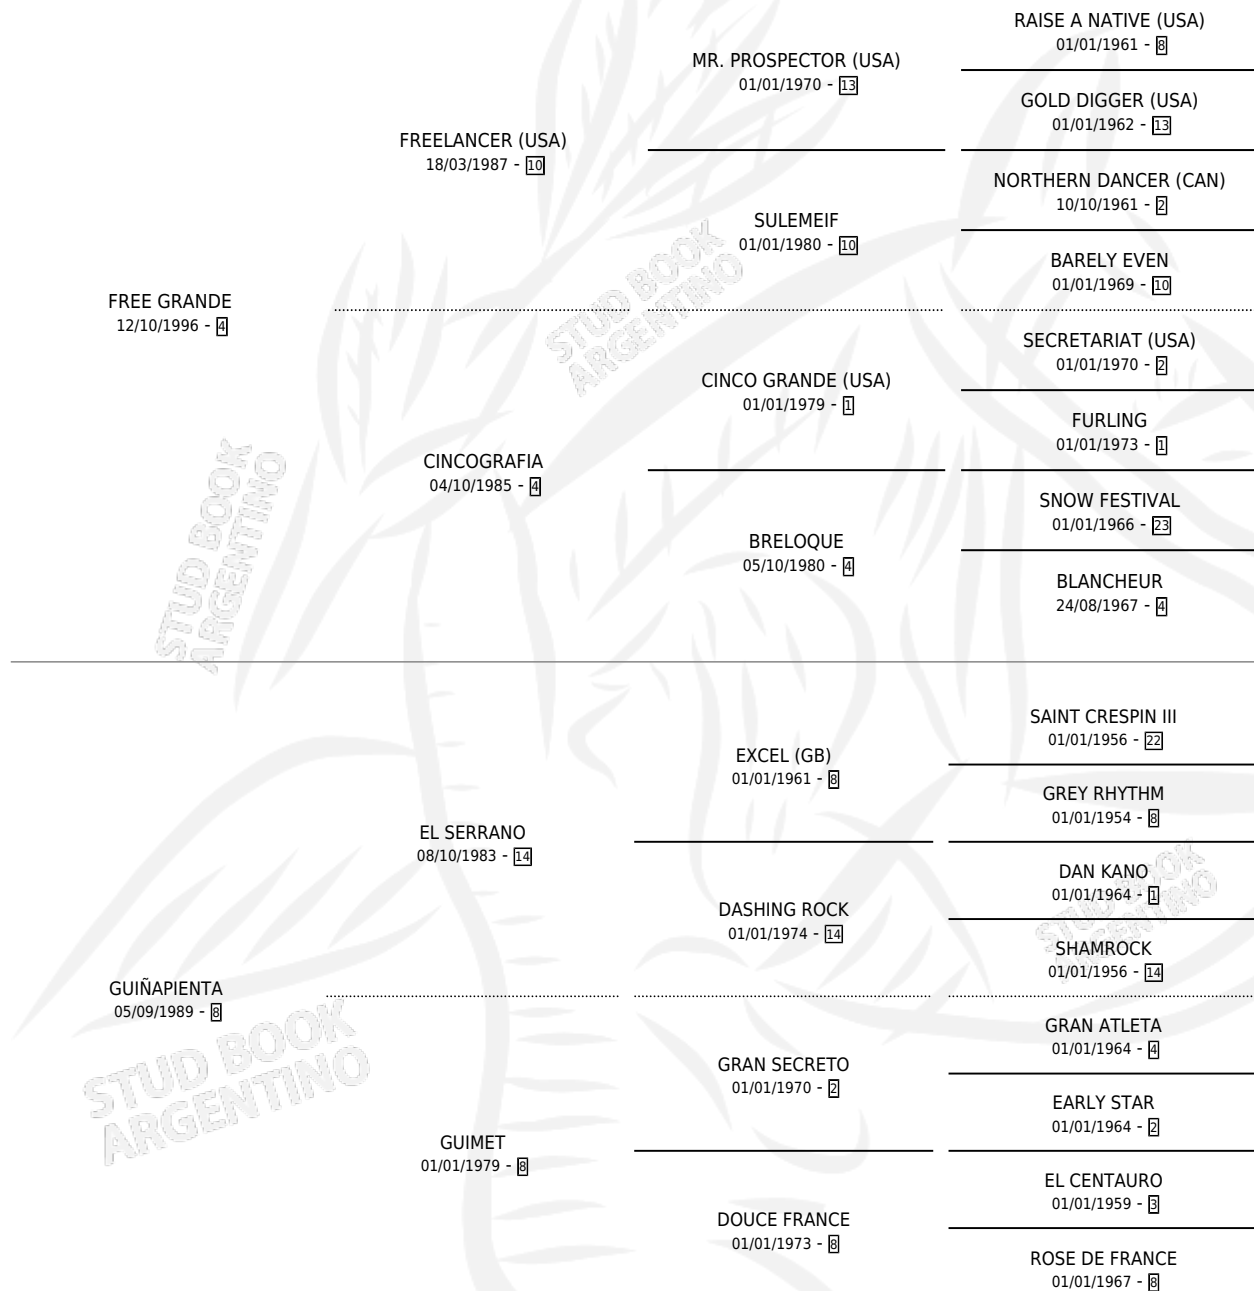 FREE GRANDE
12/10/1996 - 4
FREELANCER (USA)
18/03/1987 - 10
MR. PROSPECTOR (USA)
01/01/1970 - 13
RAISE A NATIVE (USA)
01/01/1961 - 8
GOLD DIGGER (USA)
01/01/1962 - 13
SULEMEIF
01/01/1980 - 10
NORTHERN DANCER (CAN)
10/10/1961 - 2
BARELY EVEN
01/01/1969 - 10
CINCOGRAFIA
04/10/1985 - 4
CINCO GRANDE (USA)
01/01/1979 - 1
SECRETARIAT (USA)
01/01/1970 - 2
FURLING
01/01/1973 - 1
BRELOQUE
05/10/1980 - 4
SNOW FESTIVAL
01/01/1966 - 23
BLANCHEUR
24/08/1967 - 4
GUIÑAPIENTA
05/09/1989 - 8
EL SERRANO
08/10/1983 - 14
EXCEL (GB)
01/01/1961 - 8
SAINT CRESPIN III
01/01/1956 - 22
GREY RHYTHM
01/01/1954 - 8
DASHING ROCK
01/01/1974 - 14
DAN KANO
01/01/1964 - 1
SHAMROCK
01/01/1956 - 14
GUIMET
01/01/1979 - 8
GRAN SECRETO
01/01/1970 - 2
GRAN ATLETA
01/01/1964 - 4
EARLY STAR
01/01/1964 - 2
DOUCE FRANCE
01/01/1973 - 8
EL CENTAURO
01/01/1959 - 3
ROSE DE FRANCE
01/01/1967 - 8
STUD BOOK
ARGENTINO
STUD BOOK
ARGENTINO
STUD BOOK
ARGENTINO
STUD BOOK
ARGENTINO